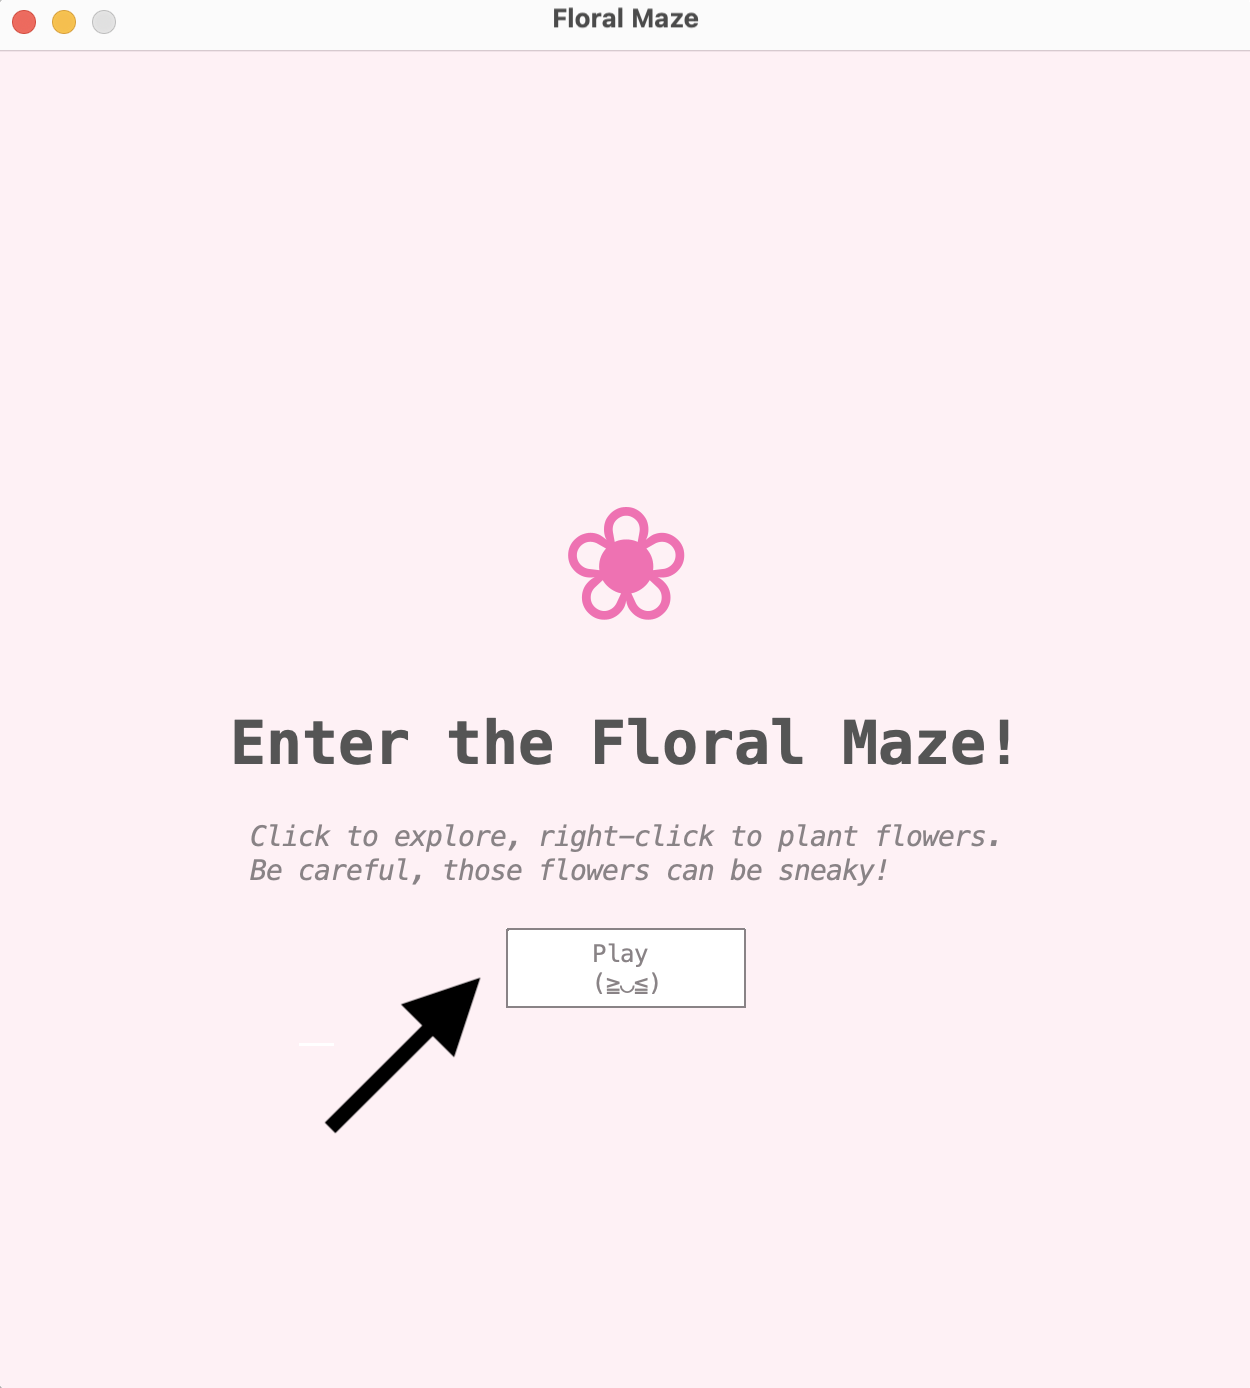 Floral Maze
Enter the Floral Maze!
Click to explore, right-click to plant flowers.
Be careful, those flowers can be sneaky!
Play
(≧◡≦)